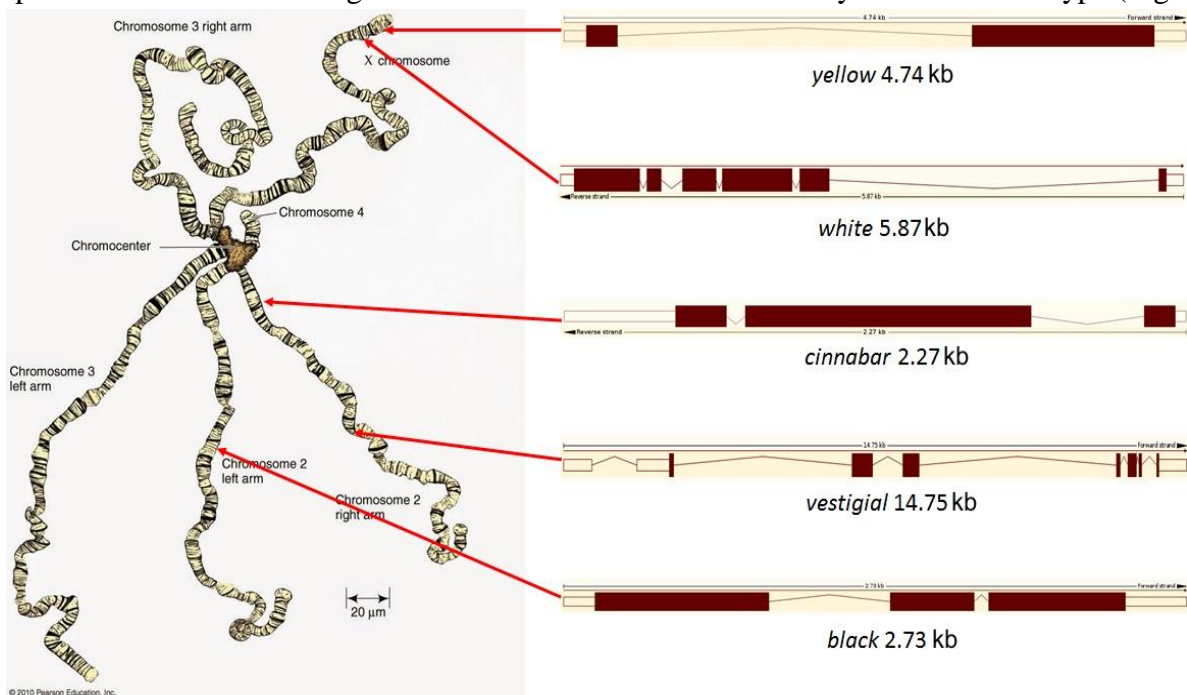 Chromosome 3 right arm
X chromosome
Chromosome 4
Chromocenter
Chromosome 3
left arm
Chromosome 2
left arm
Chromosome 2
right arm
20 µm
© 2010 Pearson Education, Inc.
4.74 kb
Forward strand
yellow 4.74 kb
Reverse strand
5.87 kb
white 5.87 kb
Reverse strand
2.27 kb
cinnabar 2.27 kb
14.75 kb
Forward strand
vestigial 14.75 kb
Forward strand
black 2.73 kb